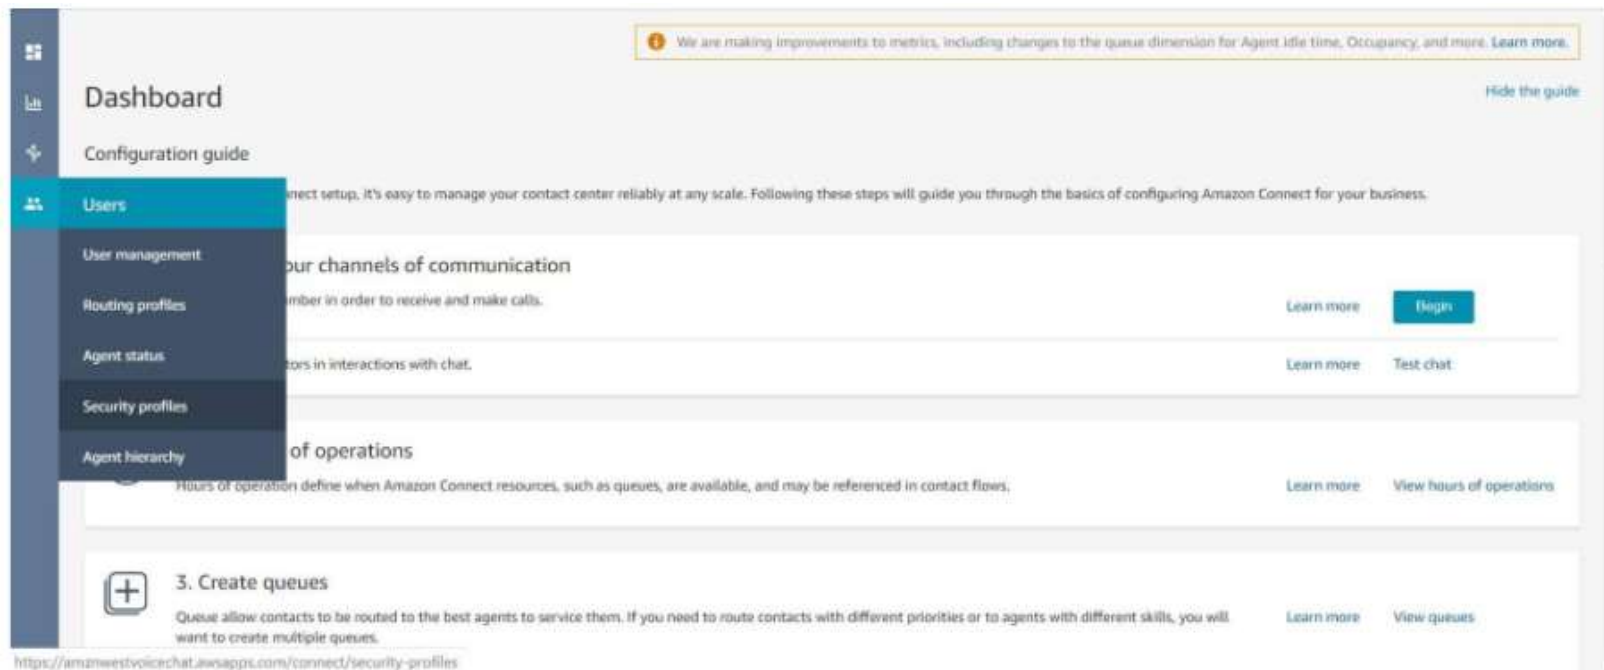 We are making improvements to metrics, including changes to the queue dimension for Agent idle time, Occupancy, and more. Learn more.
Dashboard
Hide the guide
Configuration guide
Users
nect setup, it's easy to manage your contact center reliably at any scale. Following these steps will guide you through the basics of configuring Amazon Connect for your business.
User management
our channels of communication
Routing profiles
mber in order to receive and make calls.
Learn more
Begin
Agent status
tors in interactions with chat.
Learn more
Test chat
Security profiles
Agent hierarchy
of operations
Hours of operation define when Amazon Connect resources, such as queues, are available, and may be referenced in contact flows.
Learn more
View hours of operations
3. Create queues
Queue allow contacts to be routed to the best agents to service them. If you need to route contacts with different priorities or to agents with different skills, you will
want to create multiple queues.
Learn more
View queues
https://amznwestvoicechat.awsapps.com/connect/security-profiles